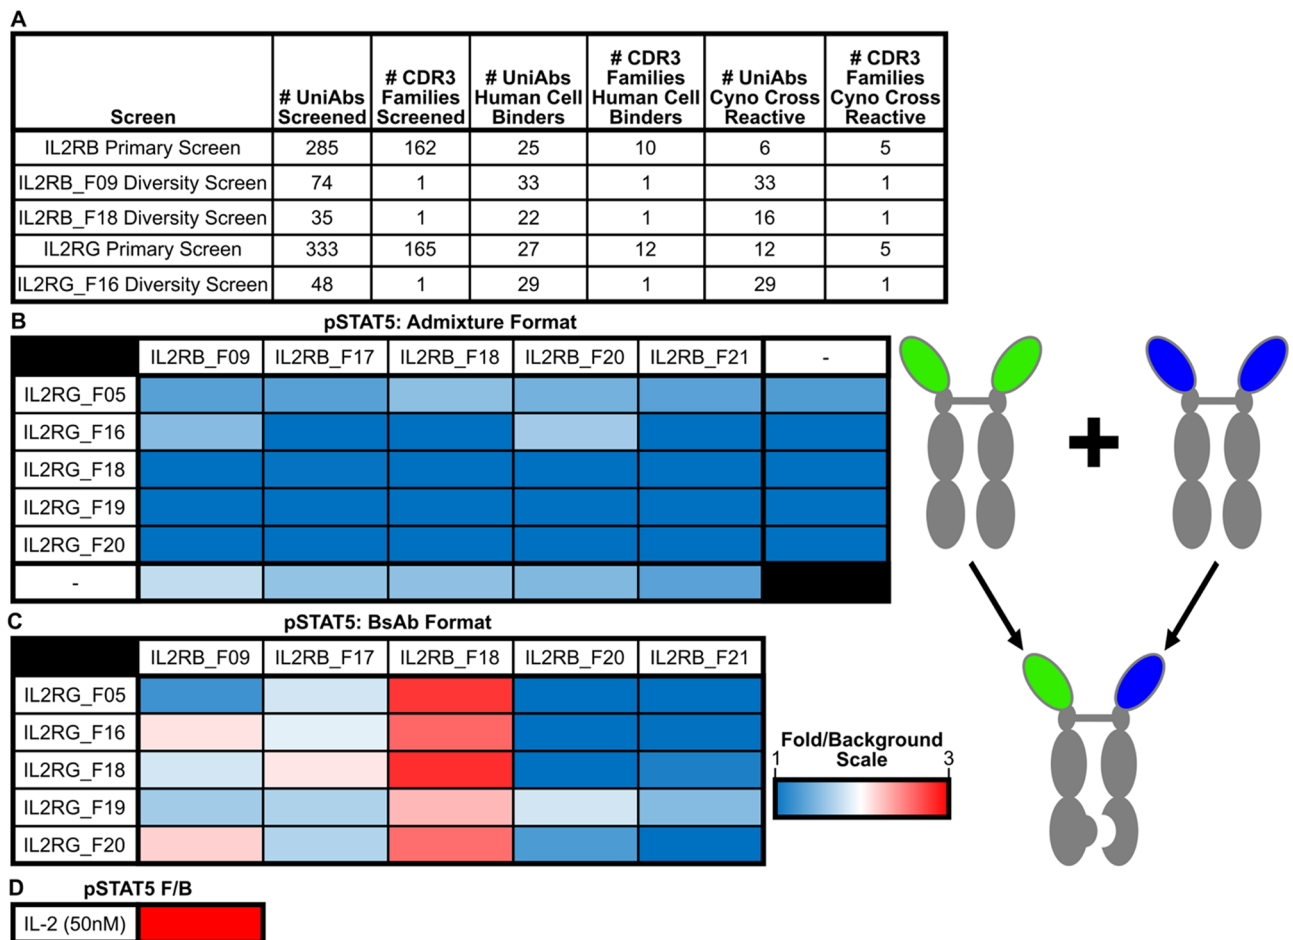 A
Screen | # UniAbs Screened | # CDR3 Families Screened | # UniAbs Human Cell Binders | # CDR3 Families Human Cell Binders | # UniAbs Cyno Cross Reactive | # CDR3 Families Cyno Cross Reactive
IL2RB Primary Screen | 285 | 162 | 25 | 10 | 6 | 5
IL2RB_F09 Diversity Screen | 74 | 1 | 33 | 1 | 33 | 1
IL2RB_F18 Diversity Screen | 35 | 1 | 22 | 1 | 16 | 1
IL2RG Primary Screen | 333 | 165 | 27 | 12 | 12 | 5
IL2RG_F16 Diversity Screen | 48 | 1 | 29 | 1 | 29 | 1
B
pSTAT5: Admixture Format
IL2RB_F09 | IL2RB_F17 | IL2RB_F18 | IL2RB_F20 | IL2RB_F21 | -
IL2RG_F05
IL2RG_F16
IL2RG_F18
IL2RG_F19
IL2RG_F20
-
+
C
pSTAT5: BsAb Format
IL2RB_F09 | IL2RB_F17 | IL2RB_F18 | IL2RB_F20 | IL2RB_F21
IL2RG_F05
IL2RG_F16
IL2RG_F18
IL2RG_F19
IL2RG_F20
Fold/Background
Scale
1 3
D
pSTAT5 F/B
IL-2 (50nM)